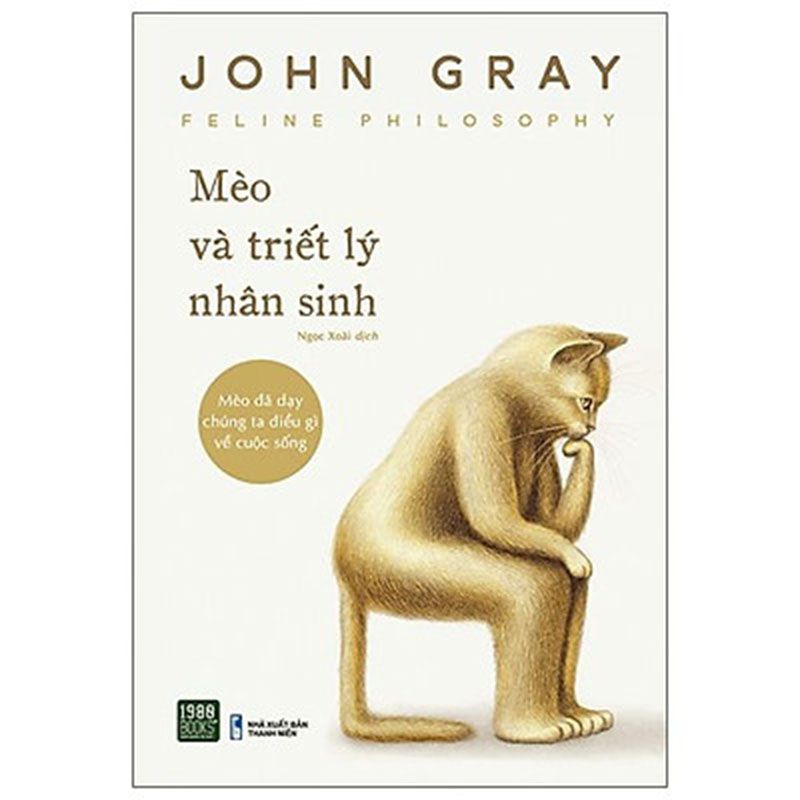 JOHN GRAY
FELINE PHILOSOPHY
Mèo
và triết lý
nhân sinh
Ngọc Xoài dịch
Mèo đã dạy
chúng ta điều gì
về cuộc sống
1980
BOOKS
NHÀ XUẤT BẢN
THANH NIÊN